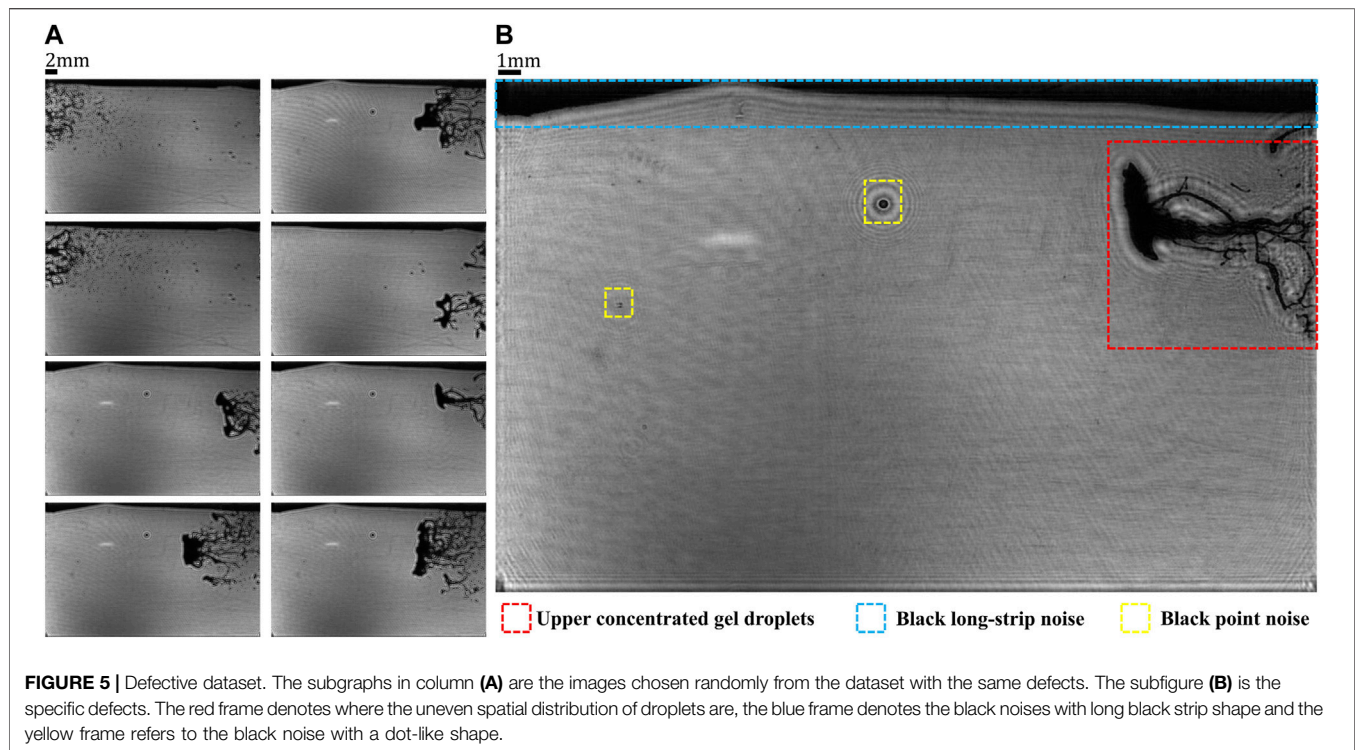 A
2mm
B
1mm
Upper concentrated gel droplets
Black long-strip noise
Black point noise
FIGURE 5 | Defective dataset. The subgraphs in column (A) are the images chosen randomly from the dataset with the same defects. The subfigure (B) is the
specific defects. The red frame denotes where the uneven spatial distribution of droplets are, the blue frame denotes the black noises with long black strip shape and the
yellow frame refers to the black noise with a dot-like shape.